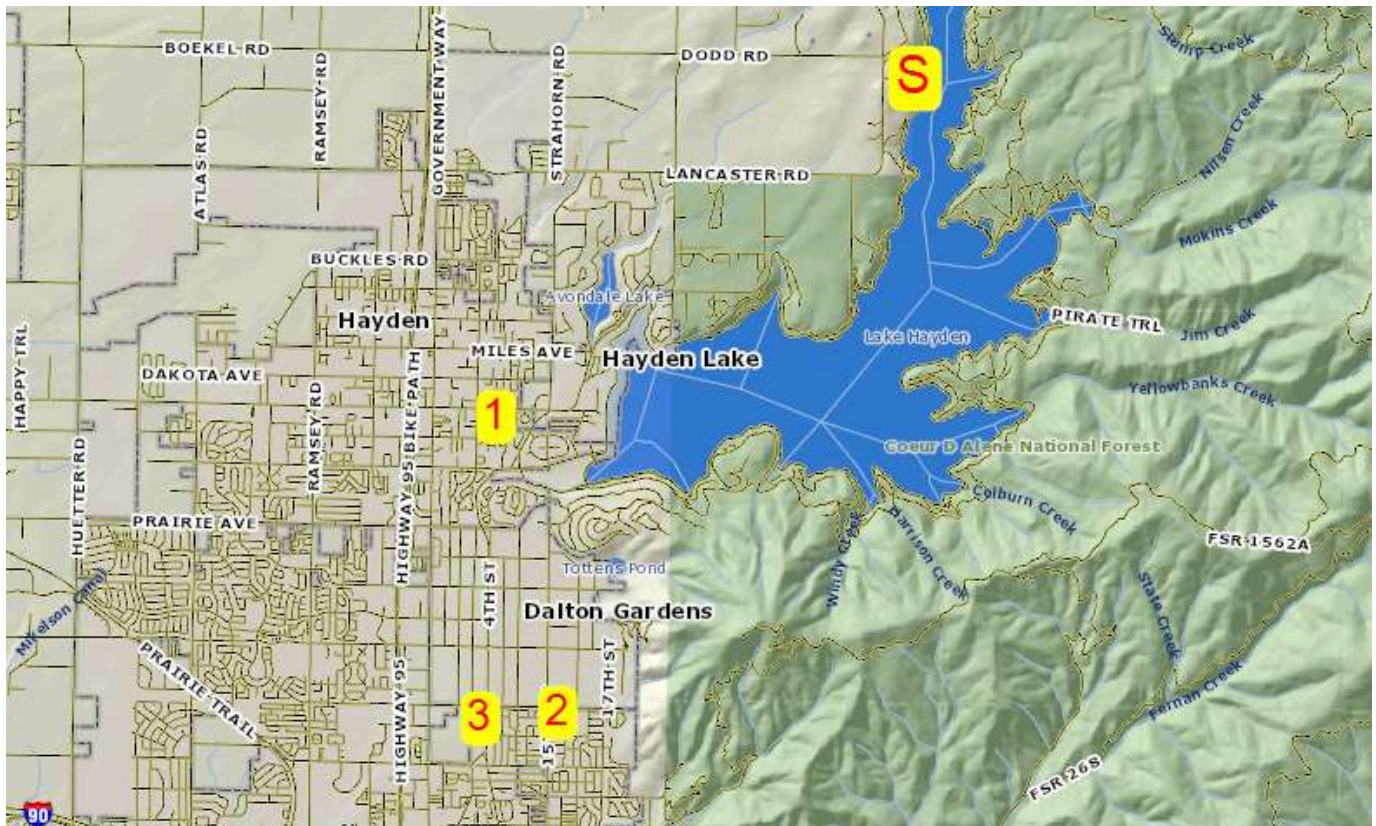 BOEKEL RD
RAMSEY RD
GOVERNMENT WAY
STRAHORN RD
DODD RD
S
Stump Creek
Nilsen Creek
ATLAS RD
LANCASTER RD
Mokins Creek
BUCKLES RD
Avondale Lake
Hayden
PIRATE TRL
Jim Creek
Lake Hayden
MILES AVE
Hayden Lake
HAPPY TRL
DAKOTA AVE
Yellowbanks Creek
1
RAMSEY RD
HIGHWAY 95 BIKE PATH
Coeur D Alene National Forest
HUETTER RD
PRAIRIE AVE
Colburn Creek
Windy Creek
Harrison Creek
FSR 1562A
Tottens Pond
4TH ST
Mikelson Canal
Dalton Gardens
State Creek
PRAIRIE TRAIL
HIGHWAY 95
17TH ST
Fernan Creek
3
2
15
FSR 268
90